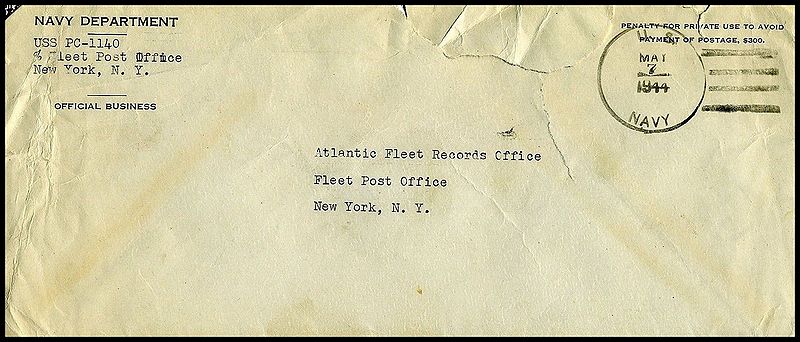 NAVY DEPARTMENT
USS PC-1140
% Fleet Post Office
New York, N. Y.
OFFICIAL BUSINESS
PENALTY FOR PRIVATE USE TO AVOID
PAYMENT OF POSTAGE, $300.
U. S.
MAY
7
1944
NAVY
Atlantic Fleet Records Office
Fleet Post Office
New York, N. Y.